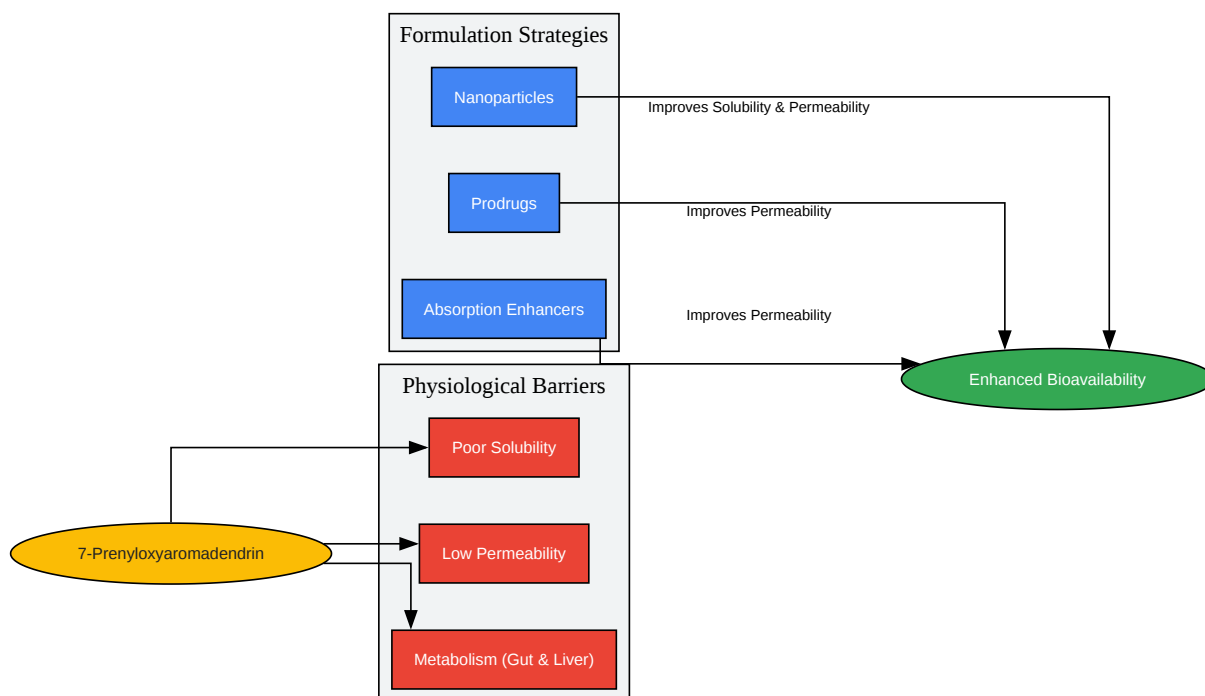 Formulation Strategies
Nanoparticles
Improves Solubility & Permeability
Prodrugs
Improves Permeability
Absorption Enhancers
Improves Permeability
Enhanced Bioavailability
Physiological Barriers
Poor Solubility
7-Prenyloxyaromadendrin
Low Permeability
Metabolism (Gut & Liver)